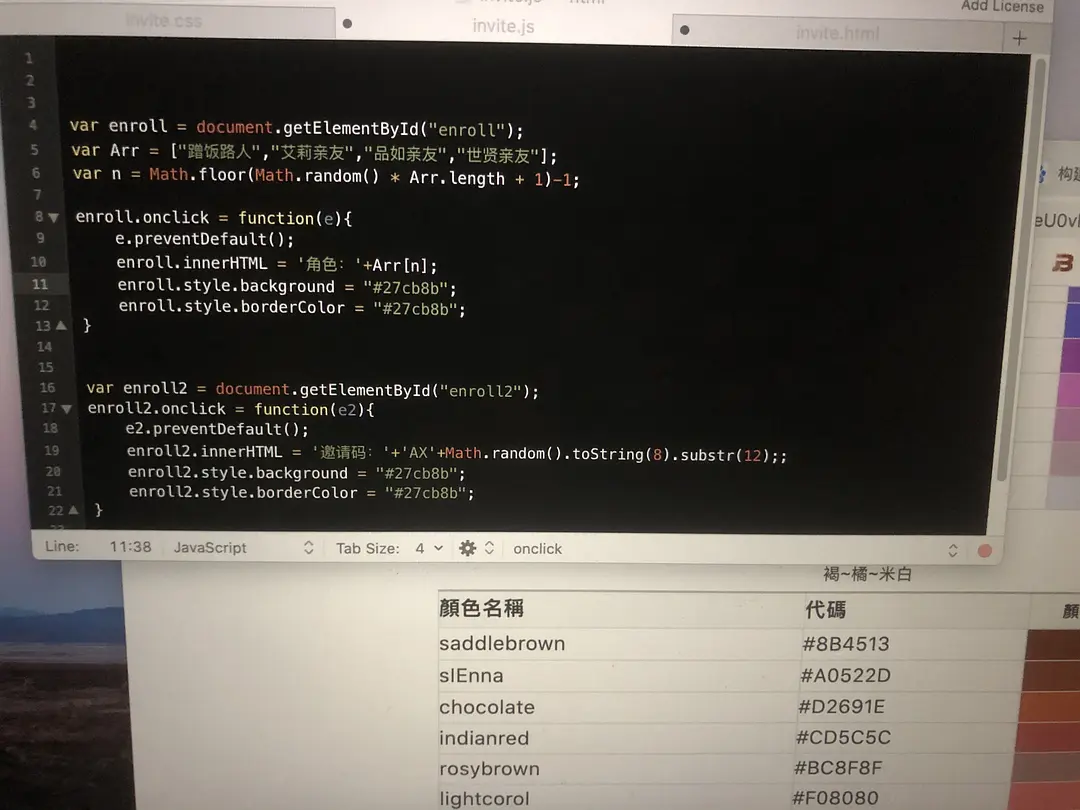 Add License
invite.css
invite.js
invite.html
1
2
3
4 var enroll = document.getElementById("enroll");
5 var Arr = ["蹭饭路人","艾莉亲友","品如亲友","世贤亲友"];
6 var n = Math.floor(Math.random() * Arr.length + 1)-1;
7
8 enroll.onclick = function(e){
9 e.preventDefault();
10 enroll.innerHTML = '角色: '+Arr[n];
11 enroll.style.background = "#27cb8b";
12 enroll.style.borderColor = "#27cb8b";
13 }
14
15
16 var enroll2 = document.getElementById("enroll2");
17 enroll2.onclick = function(e2){
18 e2.preventDefault();
19 enroll2.innerHTML = '邀请码: '+'AX'+Math.random().toString(8).substr(12);;
20 enroll2.style.background = "#27cb8b";
21 enroll2.style.borderColor = "#27cb8b";
22 }
Line: 11:38 JavaScript Tab Size: 4 onclick
构建
eU0vl
褐~橘~米白
顏色名稱 代碼 顏
saddlebrown #8B4513
slEnna #A0522D
chocolate #D2691E
indianred #CD5C5C
rosybrown #BC8F8F
lightcorol #F08080